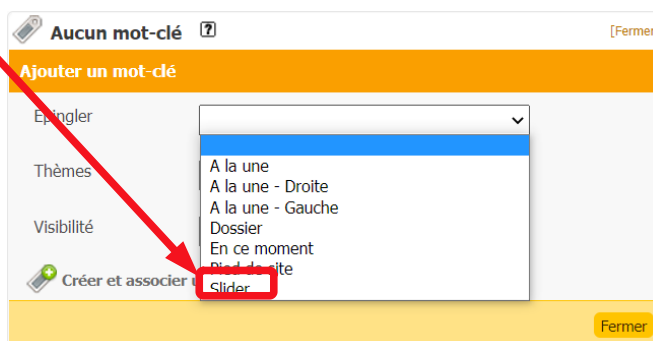 Aucun mot-clé ?
[Fermer
Ajouter un mot-clé
Épingler
A la une
Thèmes
A la une - Droite
A la une - Gauche
Visibilité
Dossier
En ce moment
Pied de site
Créer et associer u
Slider
Fermer